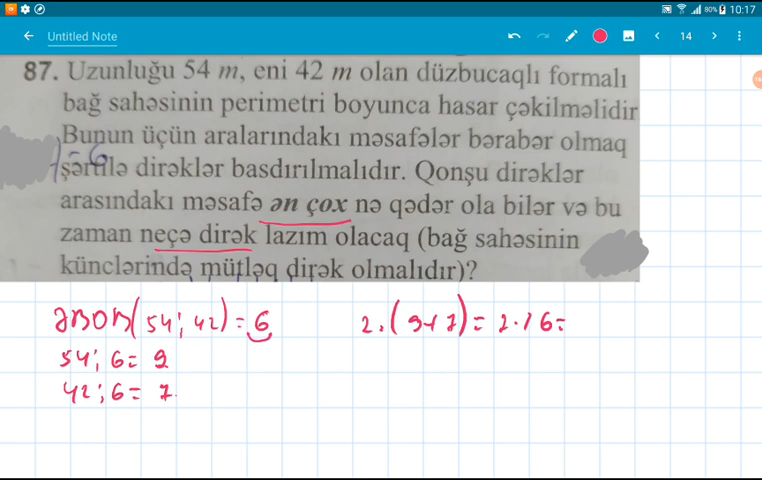 80% 10:17
Untitled Note
14
87. Uzunluğu 54 m, eni 42 m olan düzbucaqlı formalı
bağ sahəsinin perimetri boyunca hasar çəkilməlidir
Bunun üçün aralarındakı məsafələr bərabər olmaq
şərtilə dirəklər basdırılmalıdır. Qonşu dirəklər
arasındakı məsafə ən çox nə qədər ola bilər və bu
zaman neçə dirək lazım olacaq (bağ sahəsinin
künclərində mütləq dirək olmalıdır)?
ƏBOB(54; 42) = 6
54 : 6 = 9
42 : 6 = 7
2 · (9+7) = 2 · 16 =